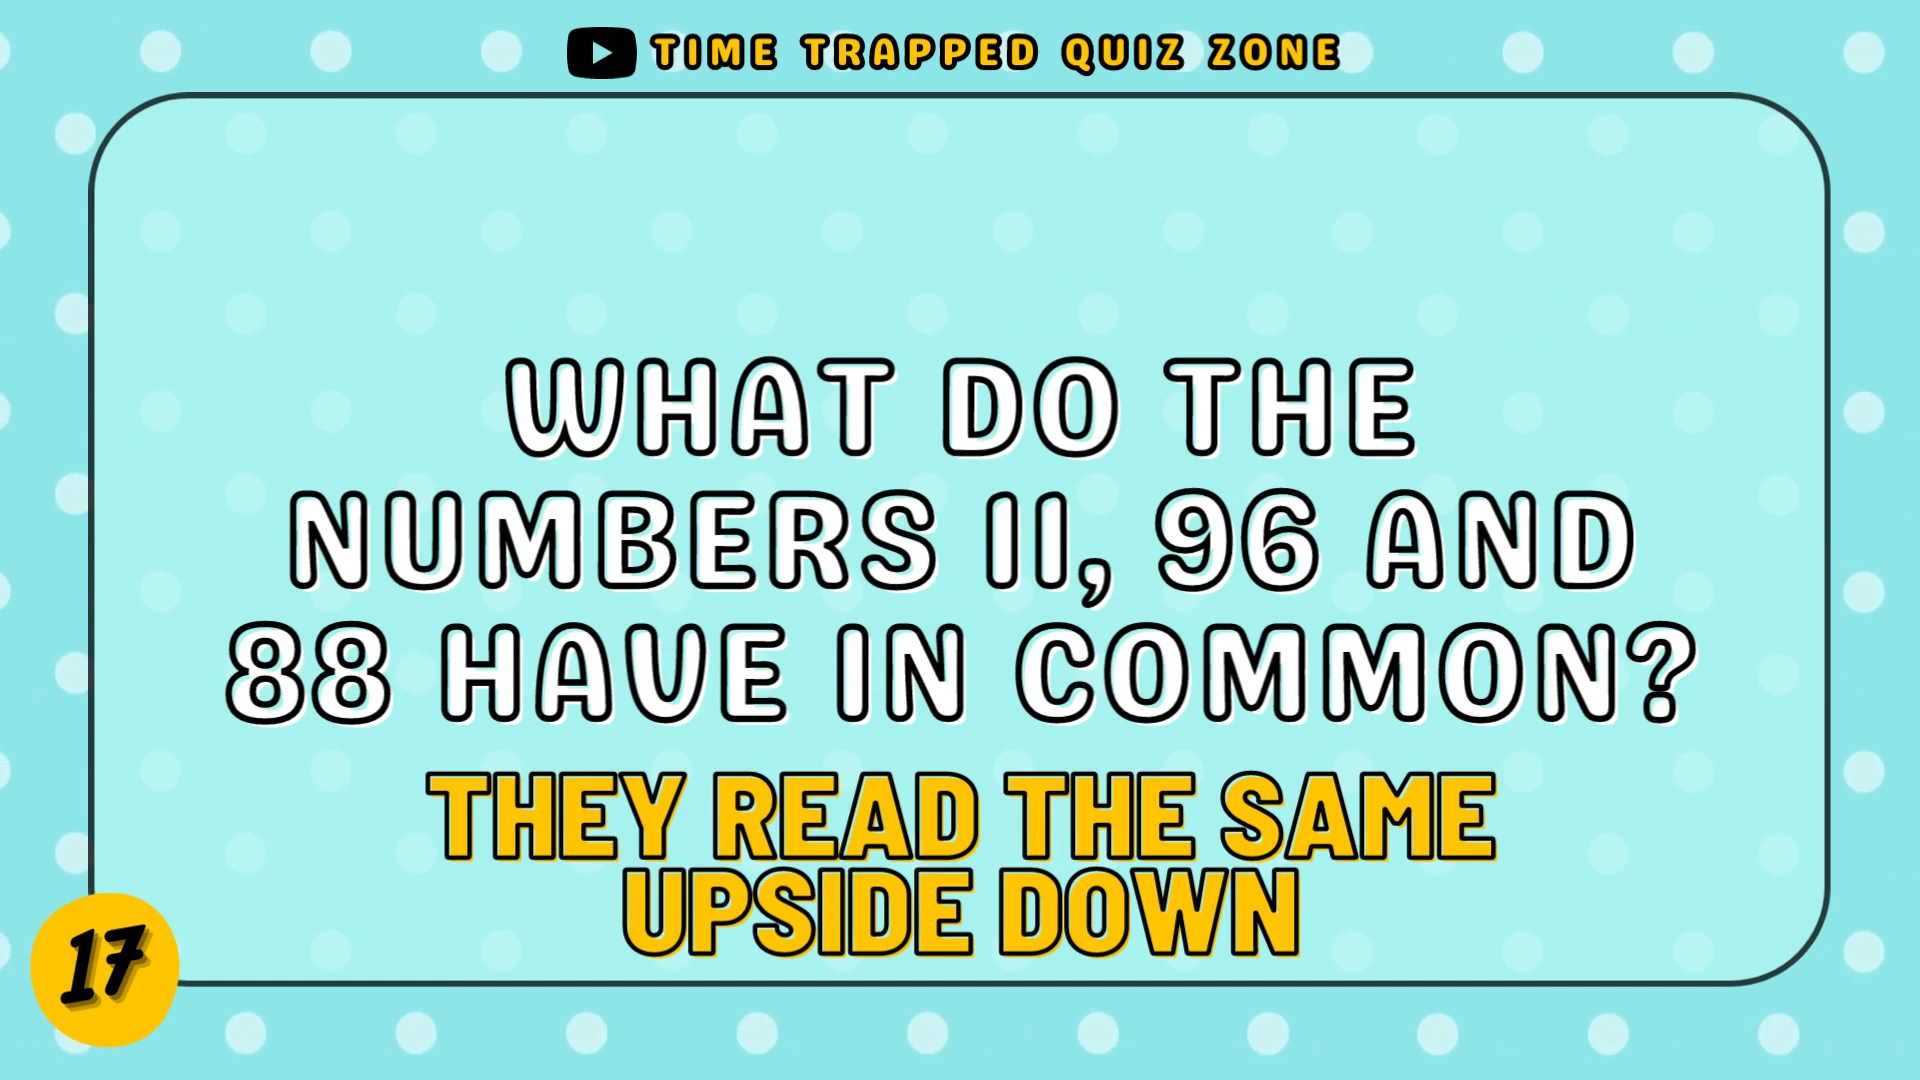 TIME TRAPPED QUIZ ZONE
WHAT DO THE
NUMBERS 11, 96 AND
88 HAVE IN COMMON?
THEY READ THE SAME
UPSIDE DOWN
17